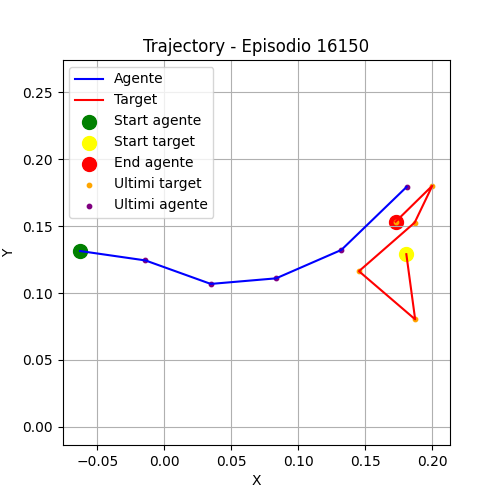 Trajectory - Episodio 16150
Agente
Target
Start agente
Start target
End agente
Ultimi target
Ultimi agente
0.25
0.20
0.15
0.10
0.05
0.00
Y
−0.05
0.00
0.05
0.10
0.15
0.20
X